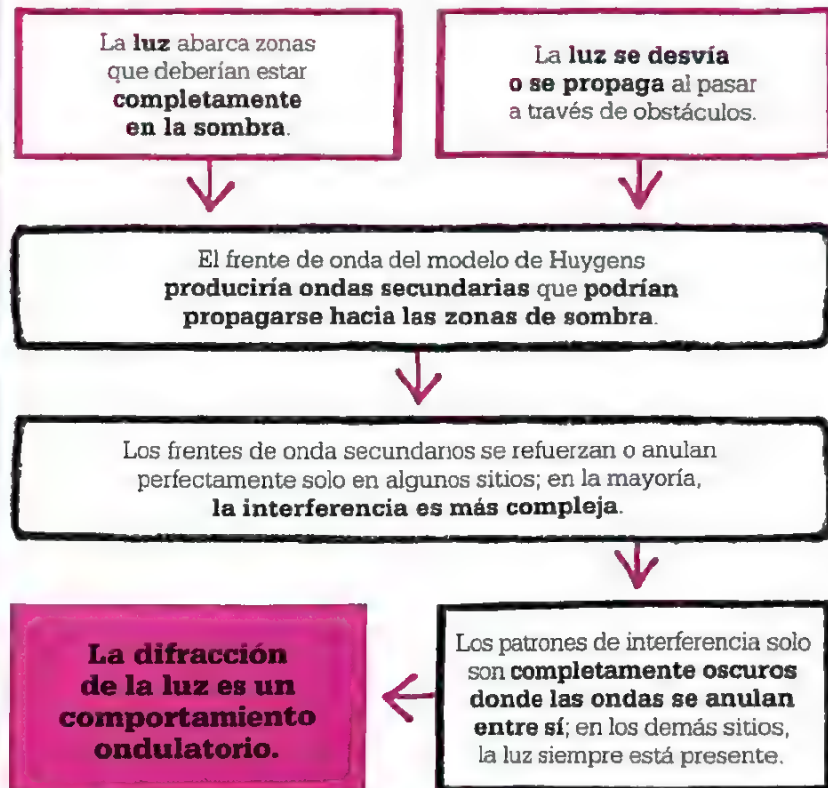 La luz abarca zonas
que deberían estar
completamente
en la sombra.
La luz se desvía
o se propaga al pasar
a través de obstáculos.
El frente de onda del modelo de Huygens
produciría ondas secundarias que podrían
propagarse hacia las zonas de sombra.
Los frentes de onda secundarios se refuerzan o anulan
perfectamente solo en algunos sitios; en la mayoría,
la interferencia es más compleja.
Los patrones de interferencia solo
son completamente oscuros
donde las ondas se anulan
entre sí; en los demás sitios,
la luz siempre está presente.
La difracción
de la luz es un
comportamiento
ondulatorio.